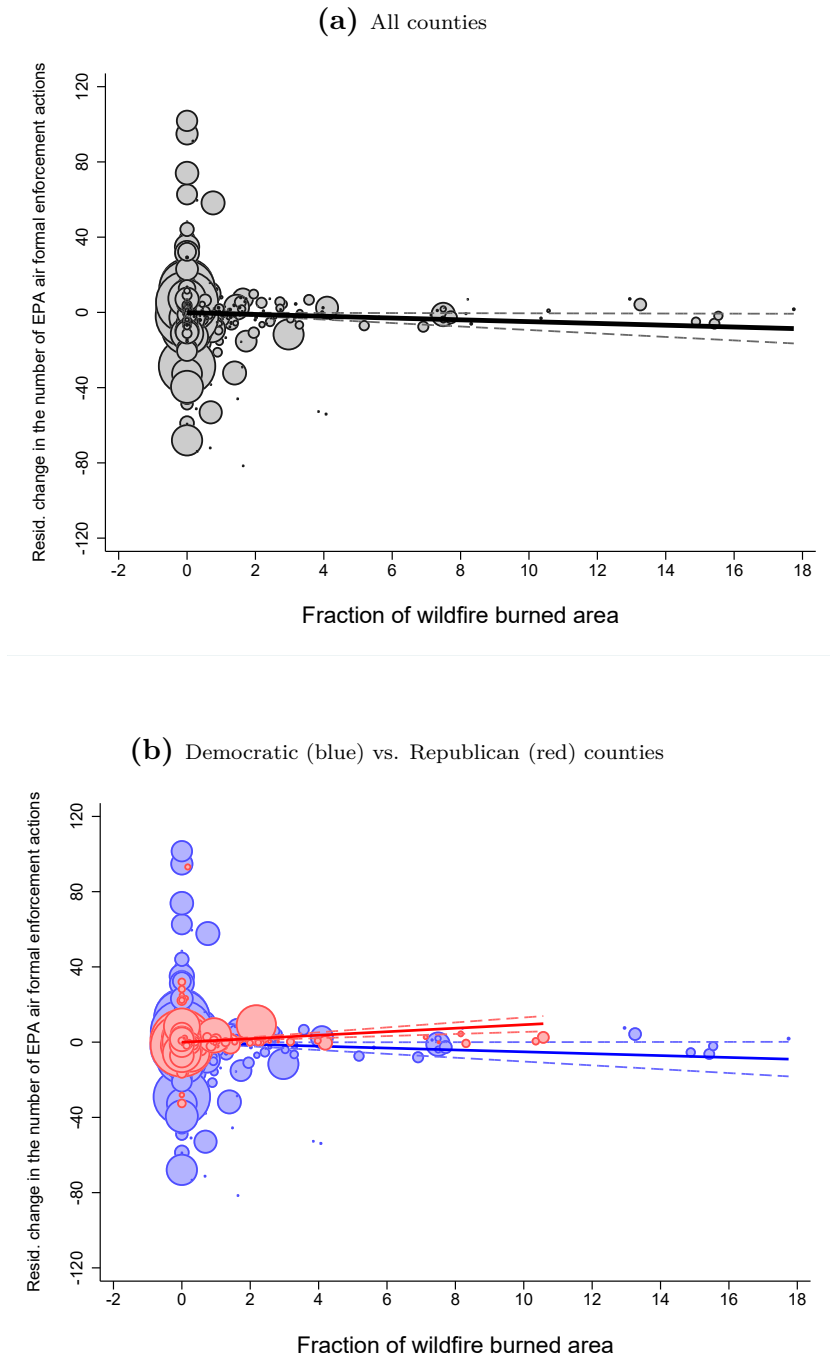 (a) All counties
Resid. change in the number of EPA air formal enforcement actions
120
80
40
0
-40
-80
-120
-2 0 2 4 6 8 10 12 14 16 18
Fraction of wildfire burned area
(b) Democratic (blue) vs. Republican (red) counties
Resid. change in the number of EPA air formal enforcement actions
120
80
40
0
-40
-80
-120
-2 0 2 4 6 8 10 12 14 16 18
Fraction of wildfire burned area